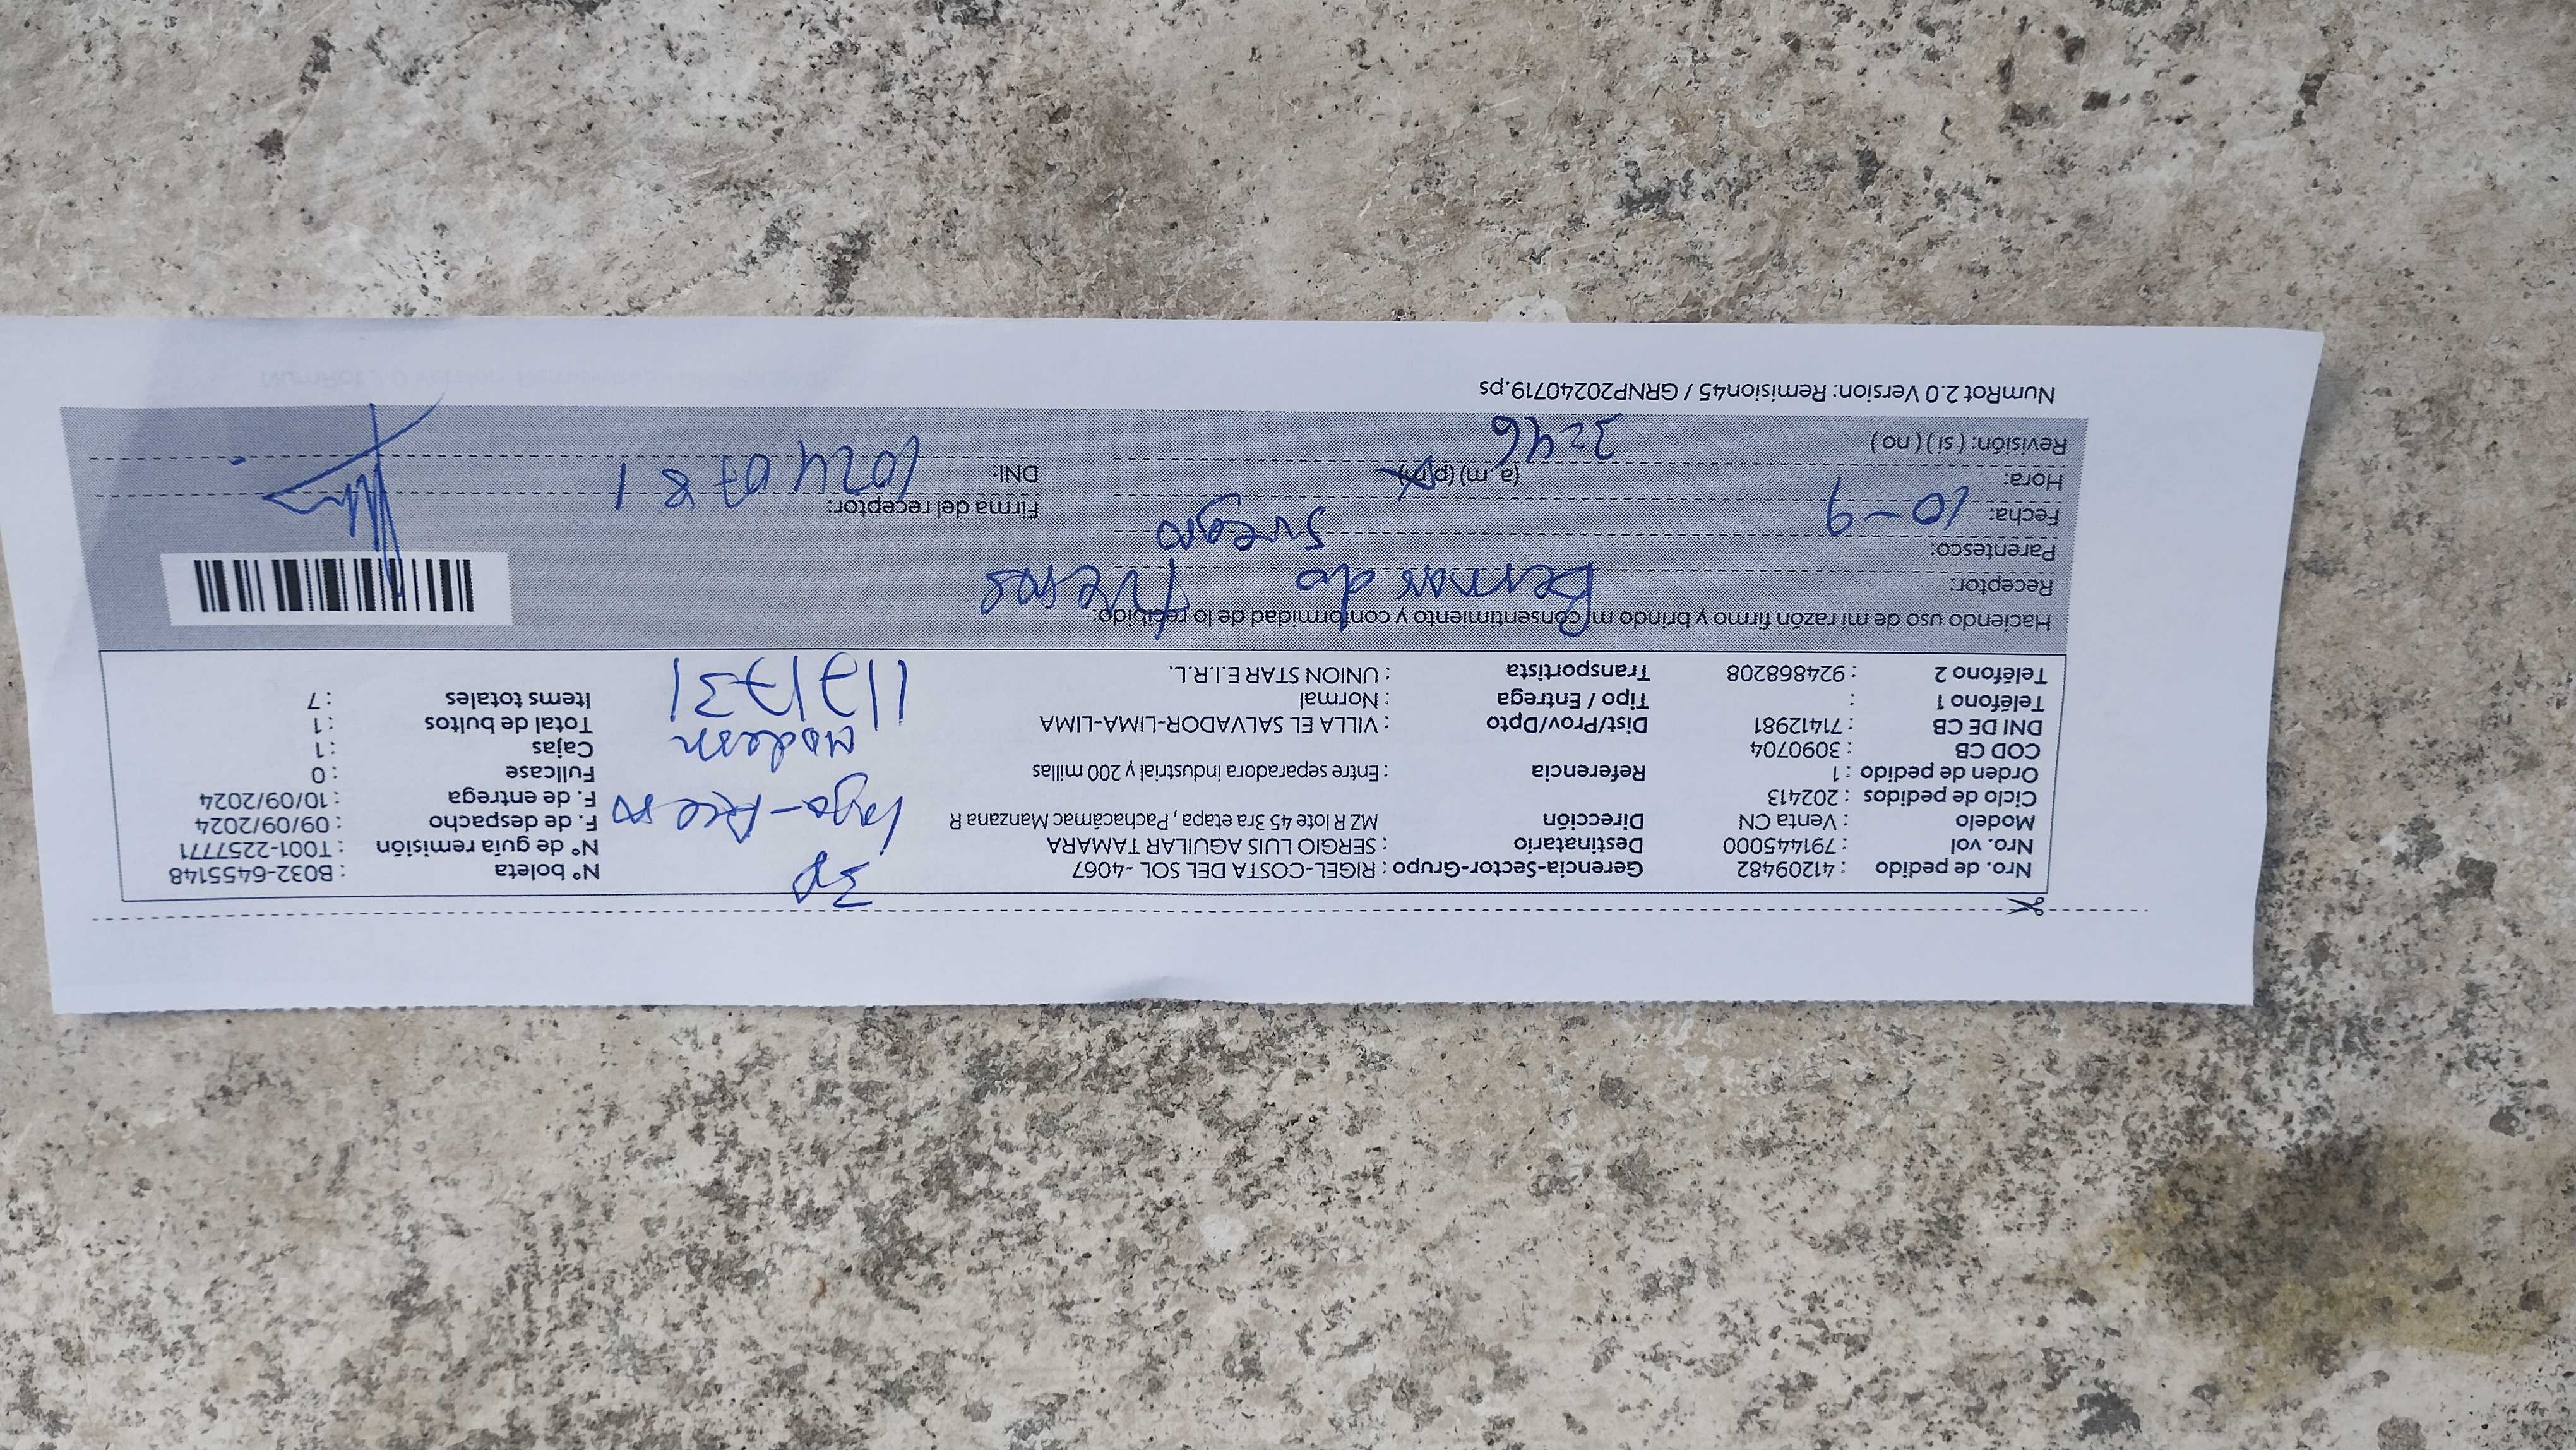 Nro. de pedido : 41209482 Gerencia-Sector-Grupo : RIGEL-COSTA DEL SOL -4067 3p N° boleta : B032-6455148
Nro. vol : 791445000 Destinatario : SERGIO LUIS AGUILAR TAMARA N° de guía remisión : T001-2257771
Modelo : Venta CN Dirección MZ R lote 45 3ra etapa, Pachacámac Manzana R F. de despacho : 09/09/2024
Ciclo de pedidos : 202413 F. de entrega : 10/09/2024
Orden de pedido : 1 Referencia : Entre separadora industrial y 200 millas Fullcase : 0
COD CB : 3090704 Cajas : 1
DNI DE CB : 71412981 Dist/Prov/Dpto : VILLA EL SALVADOR-LIMA-LIMA Total de bultos : 1
Teléfono 1 : Tipo / Entrega : Normal Items totales : 7
Teléfono 2 : 924868208 Transportista : UNION STAR E.I.R.L. 1171731
Haciendo uso de mi razón firmo y brindo mi consentimiento y conformidad de lo recibido:
Receptor: Bernardo
Parentesco: suegro
Fecha: 10-9 Firma del receptor:
Hora: 3:46 (a.m) (p.m) DNI: 10240781
Revisión: ( si ) ( no )
NumRot 2.0 Version: Remision45 / GRNP20240719.ps